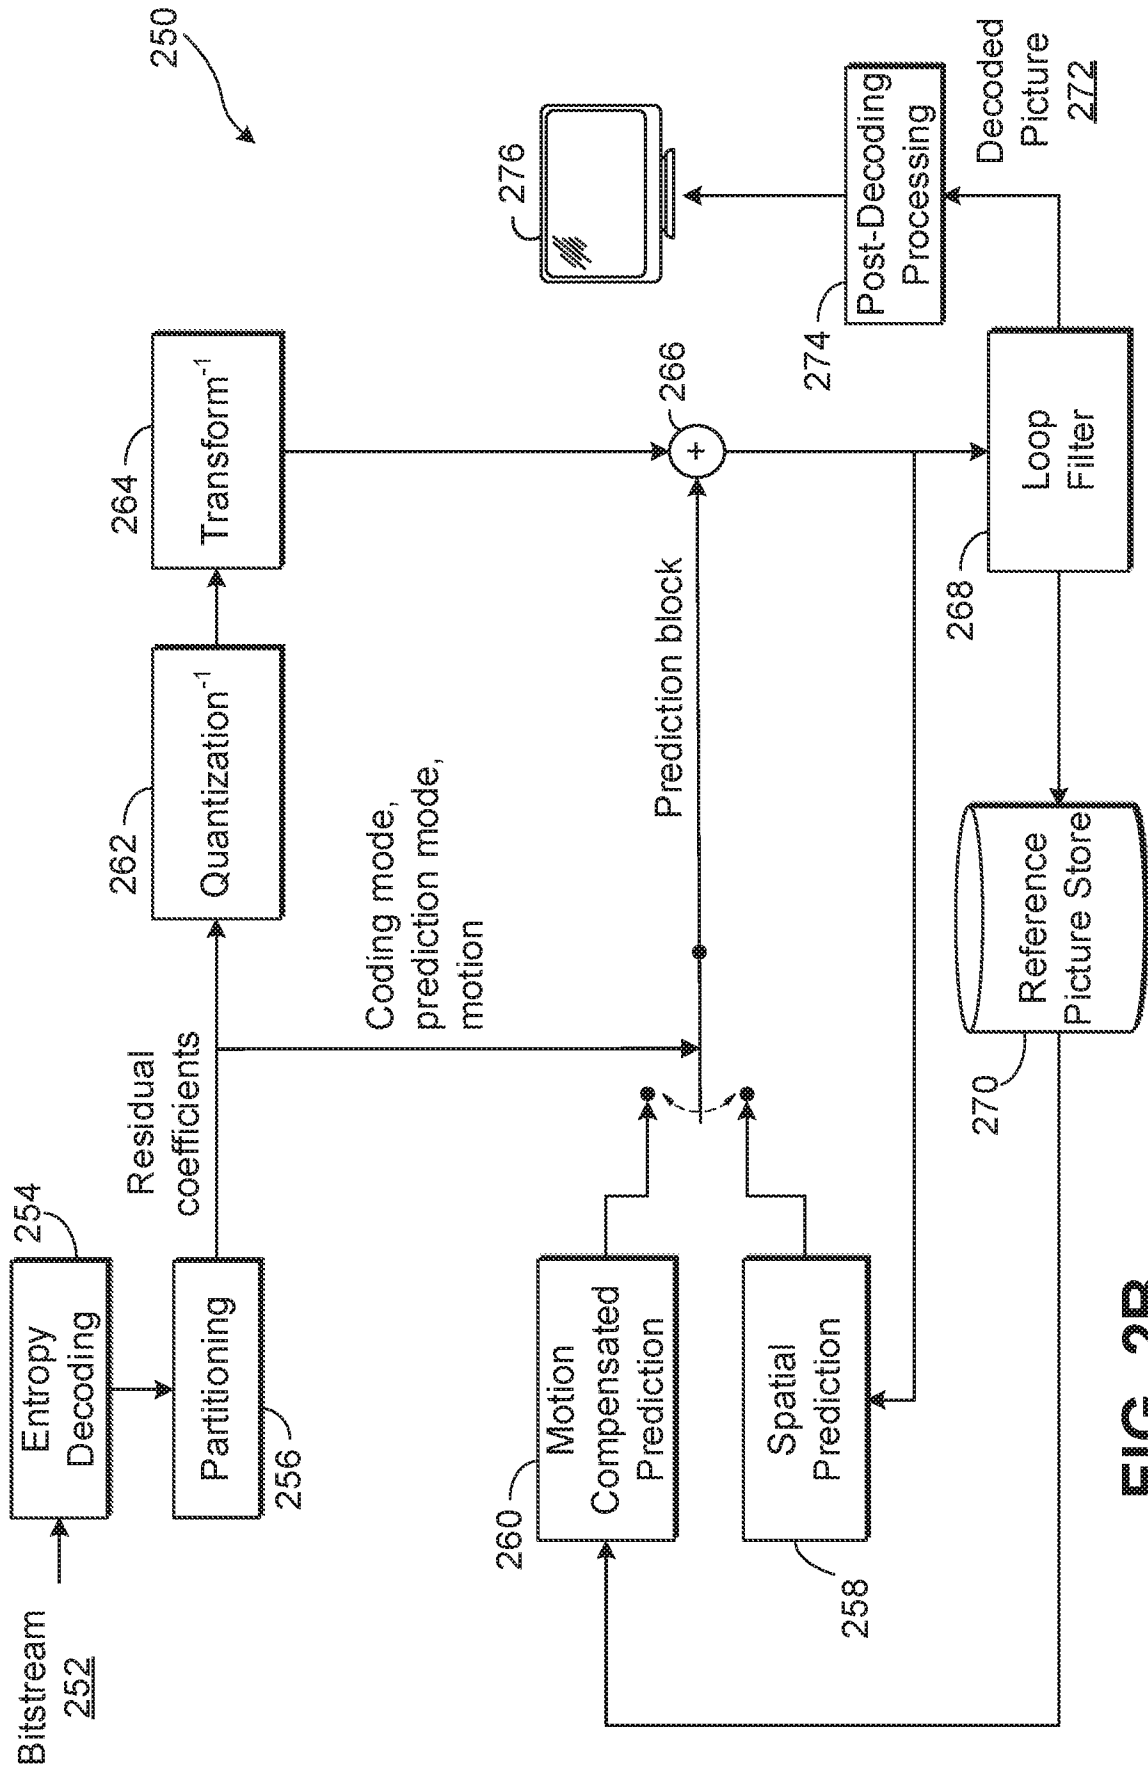 250
Bitstream
252
Entropy
Decoding
254
Partitioning
256
Residual
coefficients
262
Quantization-1
264
Transform-1
Coding mode,
prediction mode,
motion
276
260
Motion
Compensated
Prediction
Prediction block
+
266
274
Post-Decoding
Processing
Spatial
Prediction
258
Decoded
Picture
272
270
Reference
Picture Store
268
Loop
Filter
FIG. 2B